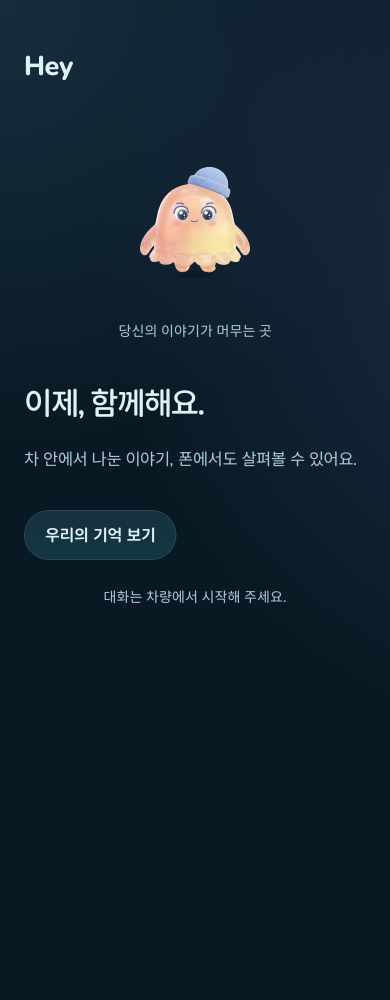 Hey
당신의 이야기가 머무는 곳
이제, 함께해요.
차 안에서 나눈 이야기, 폰에서도 살펴볼 수 있어요.
우리의 기억 보기
대화는 차량에서 시작해 주세요.